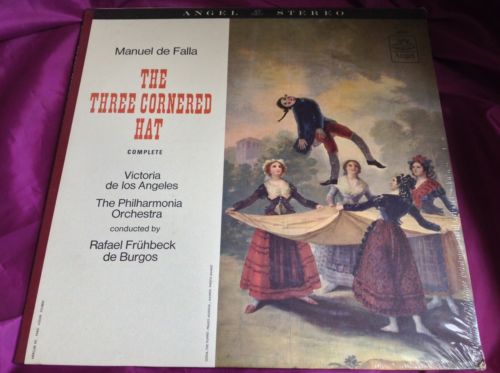 ANGEL STEREO
Manuel de Falla
THE
THREE CORNERED
HAT
COMPLETE
Victoria
de los Angeles
The Philharmonia
Orchestra
conducted by
Rafael Frühbeck
de Burgos